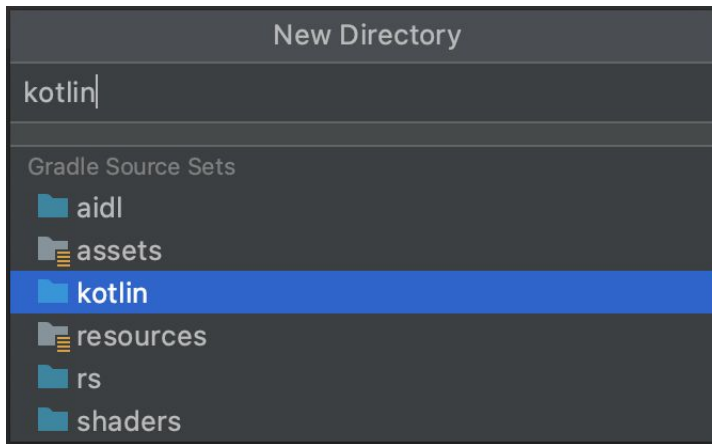 New Directory
kotlin
Gradle Source Sets
aidl
assets
kotlin
resources
rs
shaders